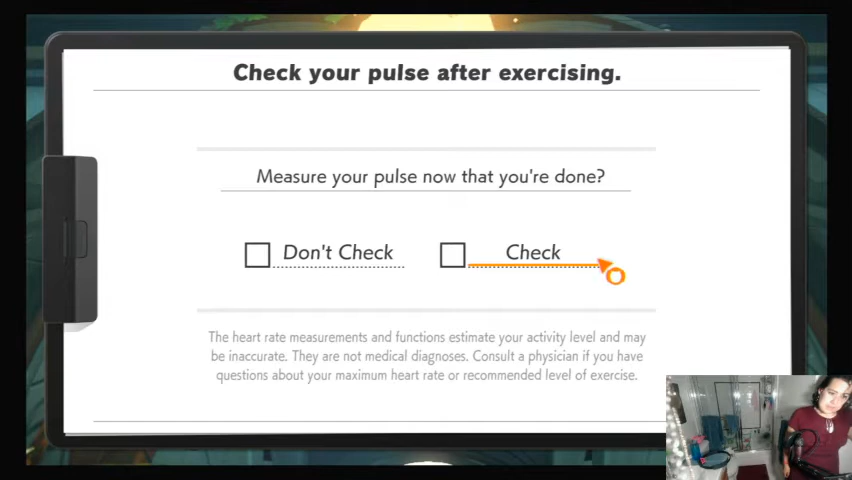 Check your pulse after exercising.
Measure your pulse now that you're done?
Don't Check
Check
The heart rate measurements and functions estimate your activity level and may
be inaccurate. They are not medical diagnoses. Consult a physician if you have
questions about your maximum heart rate or recommended level of exercise.